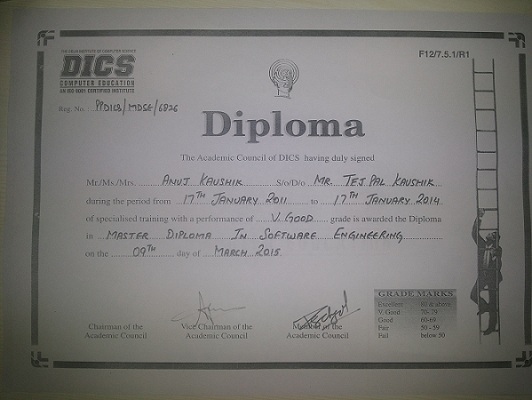 F12/7.5.1/R1
DICS
COMPUTER EDUCATION
AN ISO 9001 CERTIFIED INSTITUTE
Reg. No. PPD113/MDSE/6826
Diploma
The Academic Council of DICS having duly signed
Mr./Ms./Mrs. ANUJ KAUSHIK S/o/D/o MR. TEJ PAL KAUSHIK
during the period from 17TH JANUARY 2011 to 17TH JANUARY 2014
of specialised training with a performance of V. GOOD grade is awarded the Diploma
in MASTER DIPLOMA IN SOFTWARE ENGINEERING
on the 09TH day of MARCH 2015
Chairman of the
Academic Council
Vice Chairman of the
Academic Council
Member of the
Academic Council
GRADE MARKS
Excellent 80 & above
V. Good 70-79
Good 60-69
Fair 50-59
Fail below 50